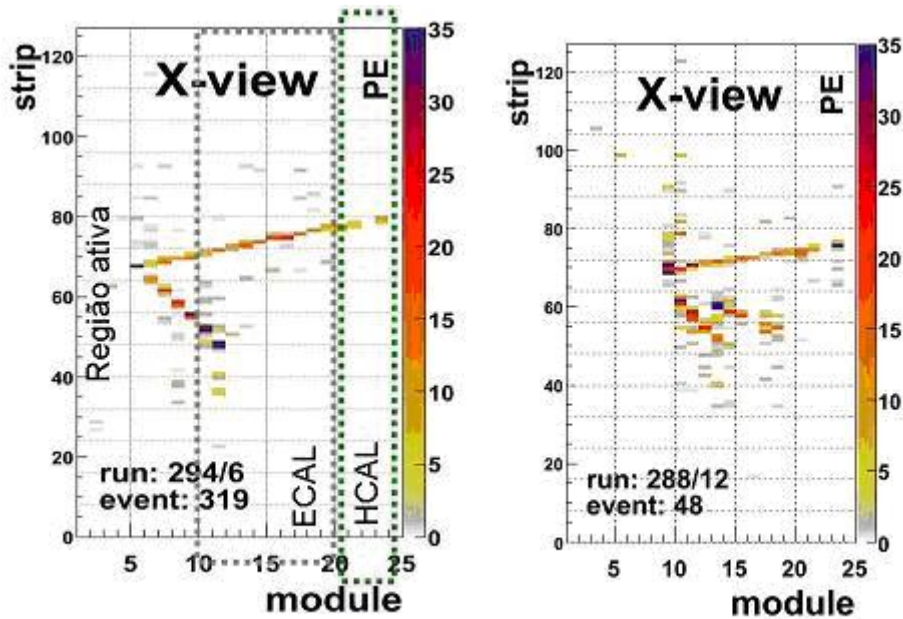 X-view
strip
PE
Região ativa
ECAL
HCAL
run: 294/6
event: 319
120
100
80
60
40
20
0
5
10
15
20
25
module
35
30
25
20
15
10
5
0
X-view
strip
PE
run: 288/12
event: 48
120
100
80
60
40
20
0
5
10
15
20
25
module
35
30
25
20
15
10
5
0